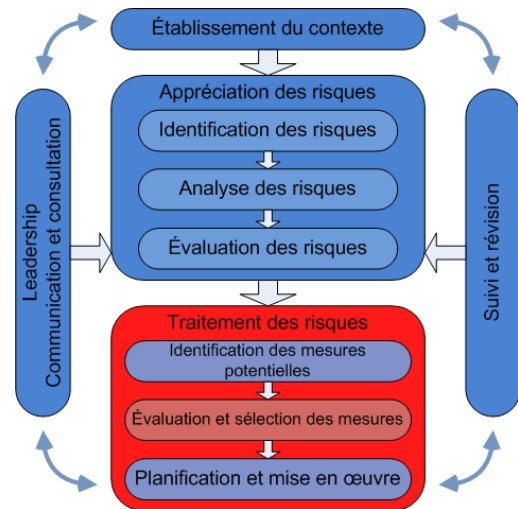 Établissement du contexte
Appréciation des risques
Identification des risques
Analyse des risques
Évaluation des risques
Leadership
Communication et consultation
Suivi et révision
Traitement des risques
Identification des mesures
potentielles
Évaluation et sélection des mesures
Planification et mise en œuvre